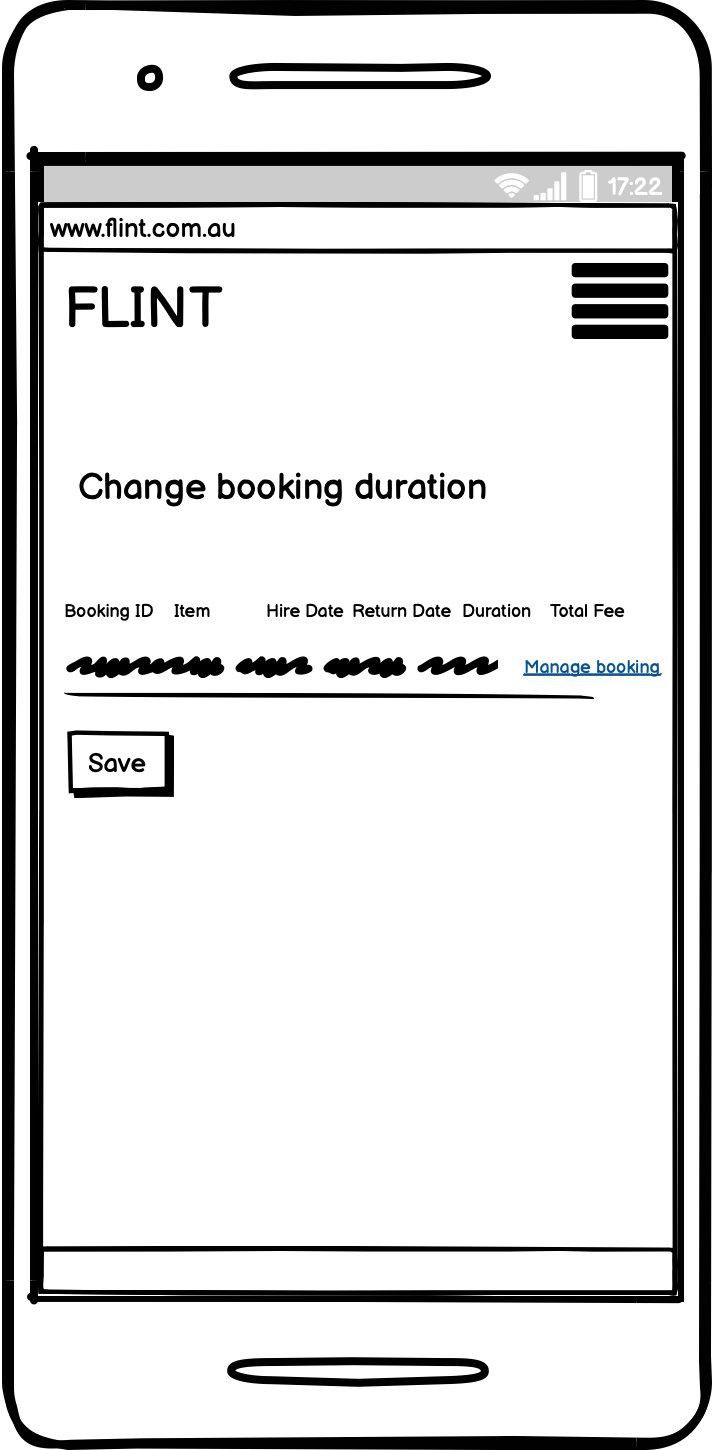 17:22
www.flint.com.au
FLINT
Change booking duration
Booking ID Item Hire Date Return Date Duration Total Fee
Manage booking
Save